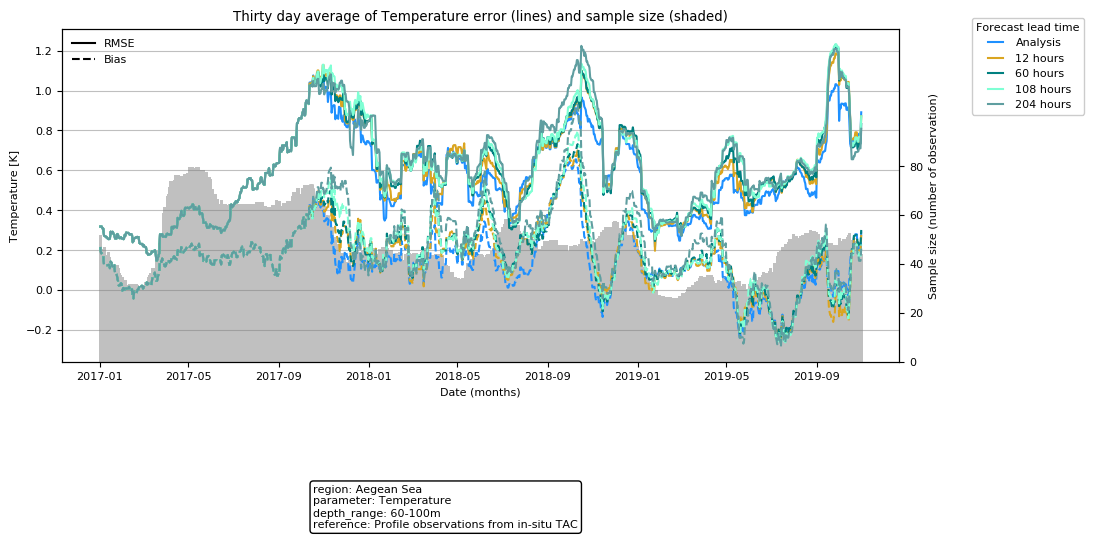 Thirty day average of Temperature error (lines) and sample size (shaded)
RMSE
Bias
Forecast lead time
Analysis
12 hours
60 hours
108 hours
204 hours
Temperature [K]
1.2
1.0
0.8
0.6
0.4
0.2
0.0
−0.2
Sample size (number of observation)
80
60
40
20
0
2017-01
2017-05
2017-09
2018-01
2018-05
2018-09
2019-01
2019-05
2019-09
Date (months)
region: Aegean Sea
parameter: Temperature
depth_range: 60-100m
reference: Profile observations from in-situ TAC